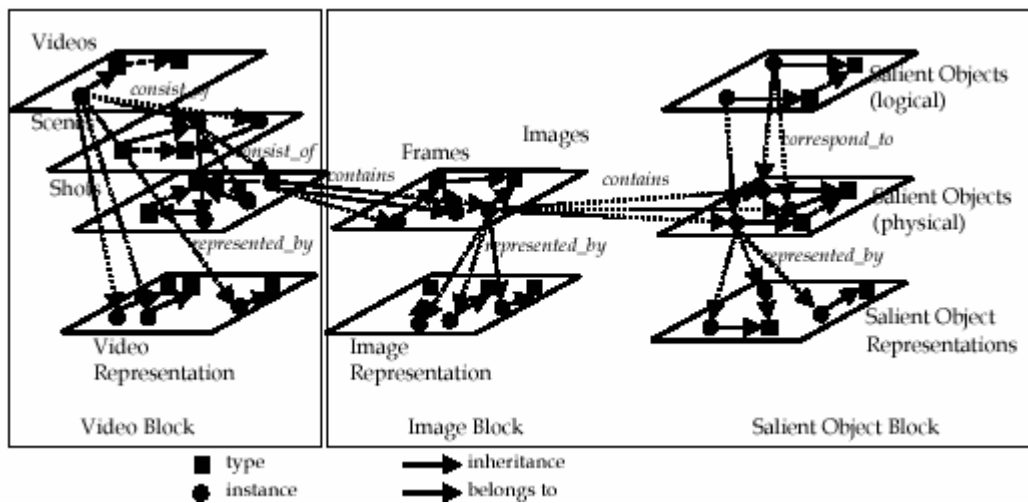 Videos
consist_of
Scene
consist_of
Shots
represented_by
Video
Representation
Video Block
contains
Frames
Images
contains
represented_by
Image
Representation
Image Block
Salient Objects
(logical)
correspond_to
Salient Objects
(physical)
represented_by
Salient Object
Representations
Salient Object Block
type
inheritance
instance
belongs to